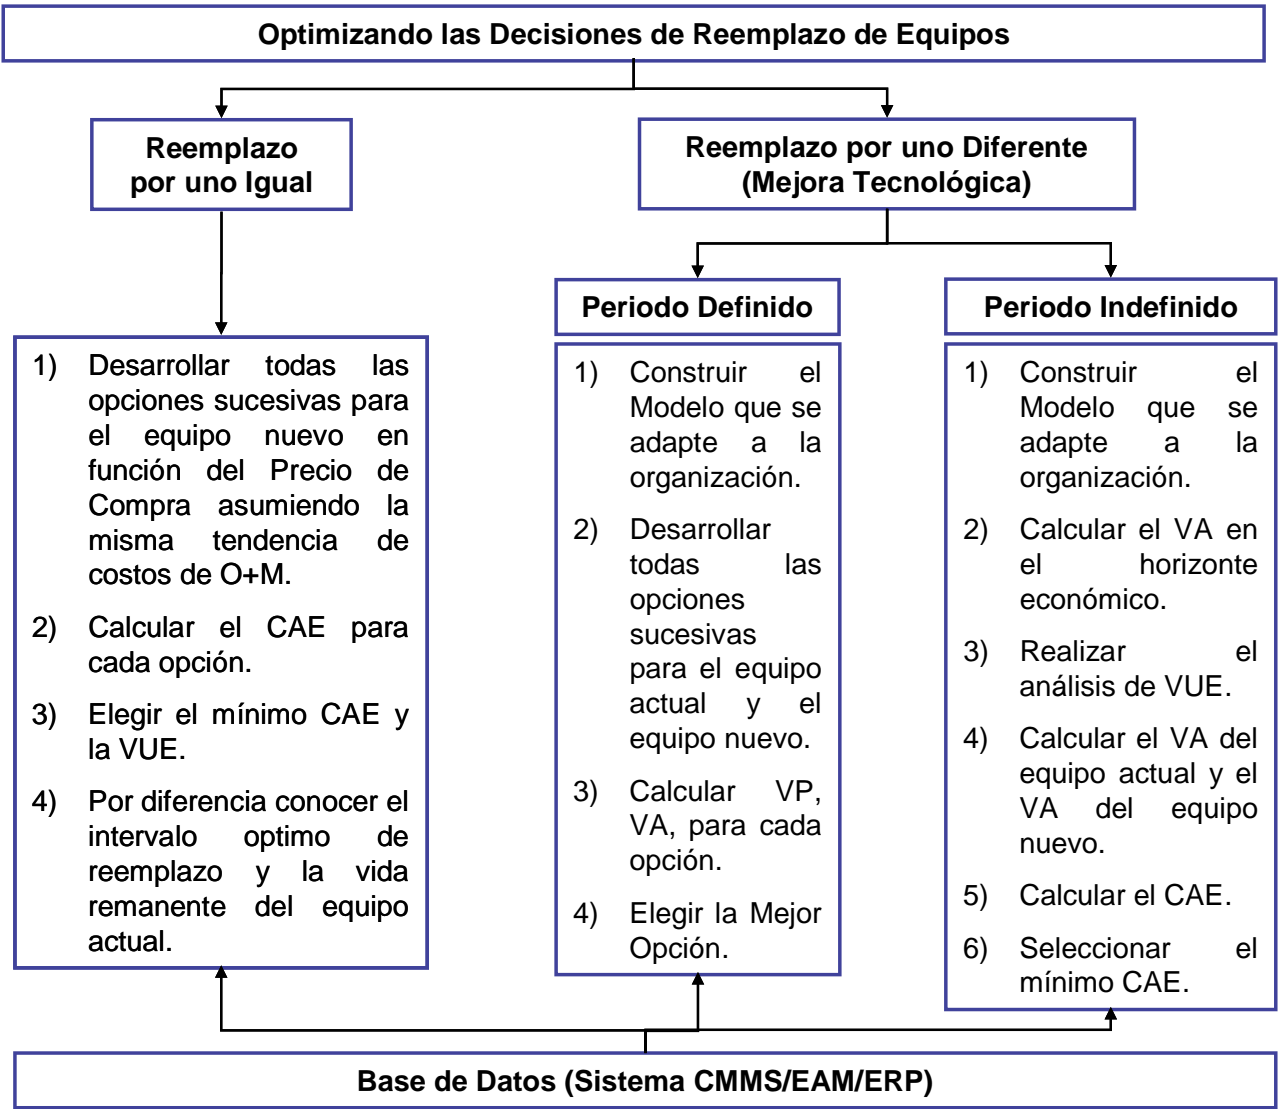 Optimizando las Decisiones de Reemplazo de Equipos
Reemplazo
por uno Igual
Reemplazo por uno Diferente
(Mejora Tecnológica)
1) Desarrollar todas las
opciones sucesivas para
el equipo nuevo en
función del Precio de
Compra asumiendo la
misma tendencia de
costos de O+M.
2) Calcular el CAE para
cada opción.
3) Elegir el mínimo CAE y
la VUE.
4) Por diferencia conocer el
intervalo optimo de
reemplazo y la vida
remanente del equipo
actual.
Periodo Definido
1) Construir el
Modelo que se
adapte a la
organización.
2) Desarrollar
todas las
opciones
sucesivas
para el equipo
actual y el
equipo nuevo.
3) Calcular VP,
VA, para cada
opción.
4) Elegir la Mejor
Opción.
Periodo Indefinido
1) Construir el
Modelo que se
adapte a la
organización.
2) Calcular el VA en
el horizonte
económico.
3) Realizar el
análisis de VUE.
4) Calcular el VA del
equipo actual y el
VA del equipo
nuevo.
5) Calcular el CAE.
6) Seleccionar el
mínimo CAE.
Base de Datos (Sistema CMMS/EAM/ERP)